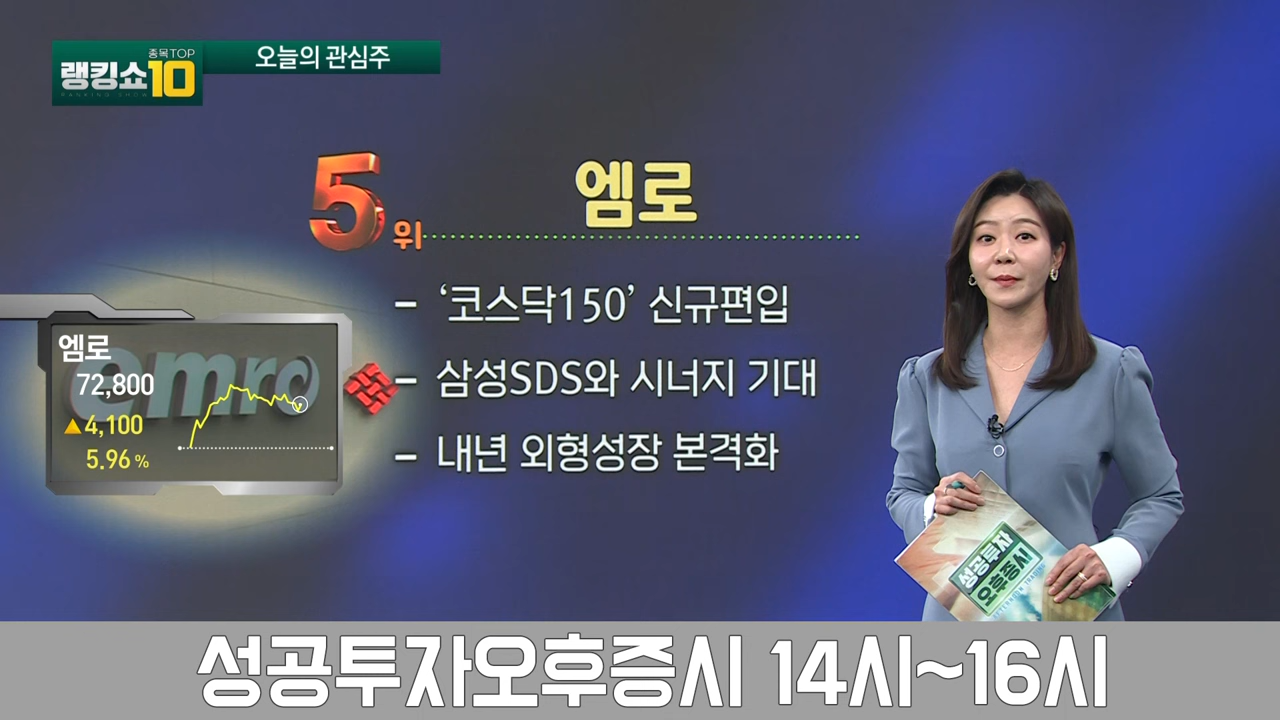 종목TOP
랭킹쇼10
RANKING SHOW
오늘의 관심주
5위
엠로
- ‘코스닥150’ 신규편입
- 삼성SDS와 시너지 기대
- 내년 외형성장 본격화
엠로
72,800
▲4,100
5.96 %
emro
성공투자
오후증시
성공투자오후증시 14시~16시